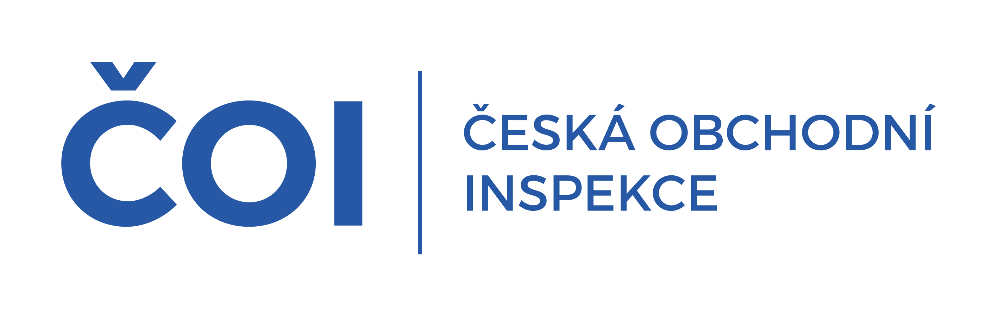 ČOI
ČESKÁ OBCHODNÍ
INSPEKCE